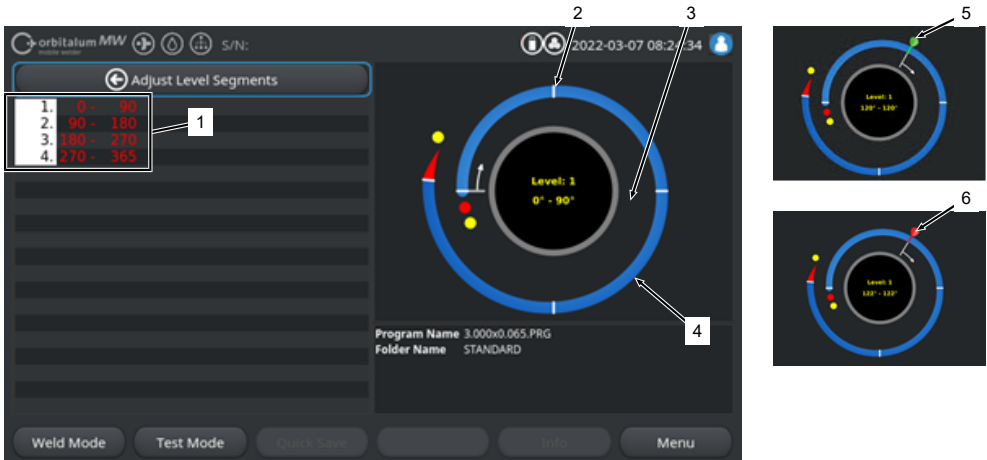 2
3
5
orbitalum MW
mobile welder
S/N:
2022-03-07 08:24:34
Adjust Level Segments
1. 0 - 90
2. 90 - 180
3. 180 - 270
4. 270 - 365
1
Level: 1
0° - 90°
4
Program Name 3.000x0.065.PRG
Folder Name STANDARD
Weld Mode
Test Mode
Quick Save
Info
Menu
Level: 1
120° - 120°
6
Level: 1
122° - 122°